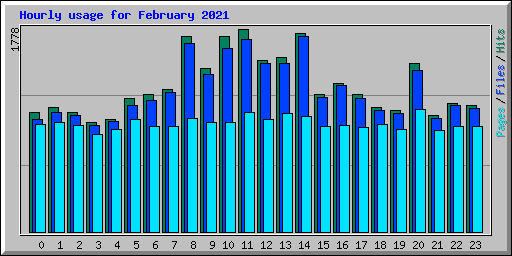 Hourly usage for February 2021
1778
Pages/Files/Hits
0 1 2 3 4 5 6 7 8 9 10 11 12 13 14 15 16 17 18 19 20 21 22 23